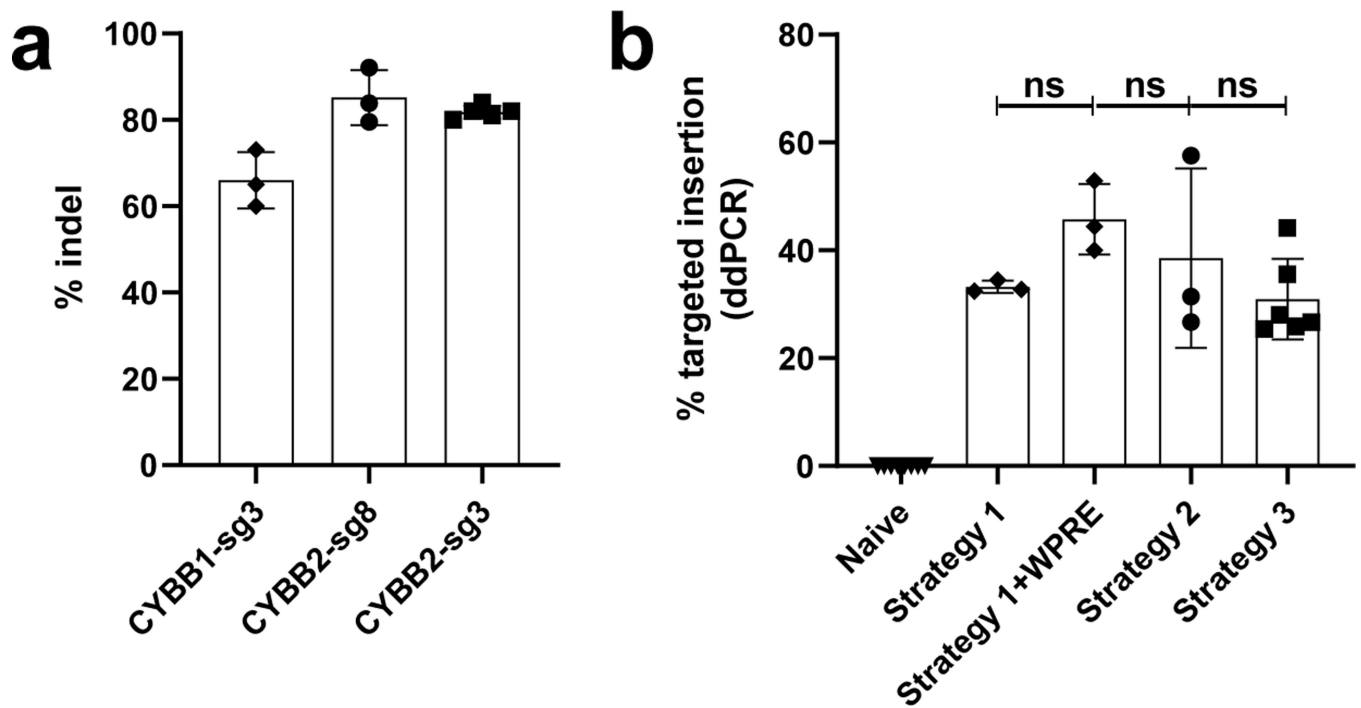 a
% indel
100
80
60
40
20
0
CYBB1-sg3
CYBB2-sg8
CYBB2-sg3
b
% targeted insertion
(ddPCR)
80
60
40
20
0
ns
ns
ns
Naive
Strategy 1
Strategy 1+WPRE
Strategy 2
Strategy 3